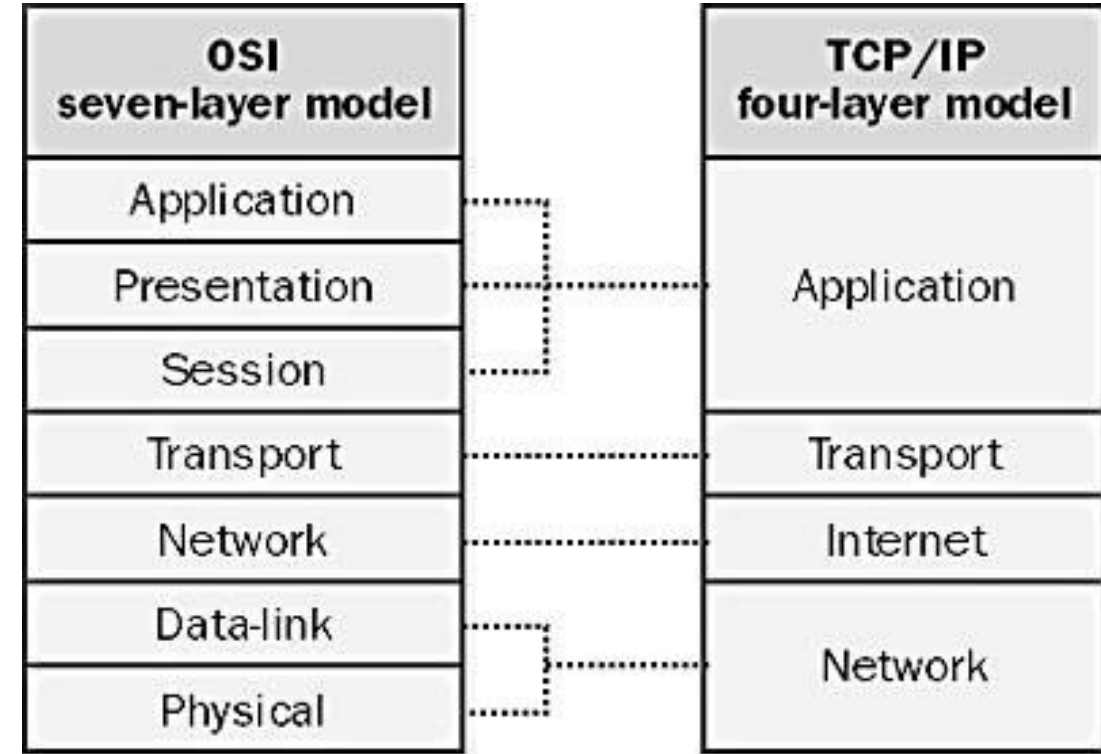 OSI
seven-layer model
Application
Presentation
Session
Transport
Network
Data-link
Physical
TCP/IP
four-layer model
Application
Transport
Internet
Network